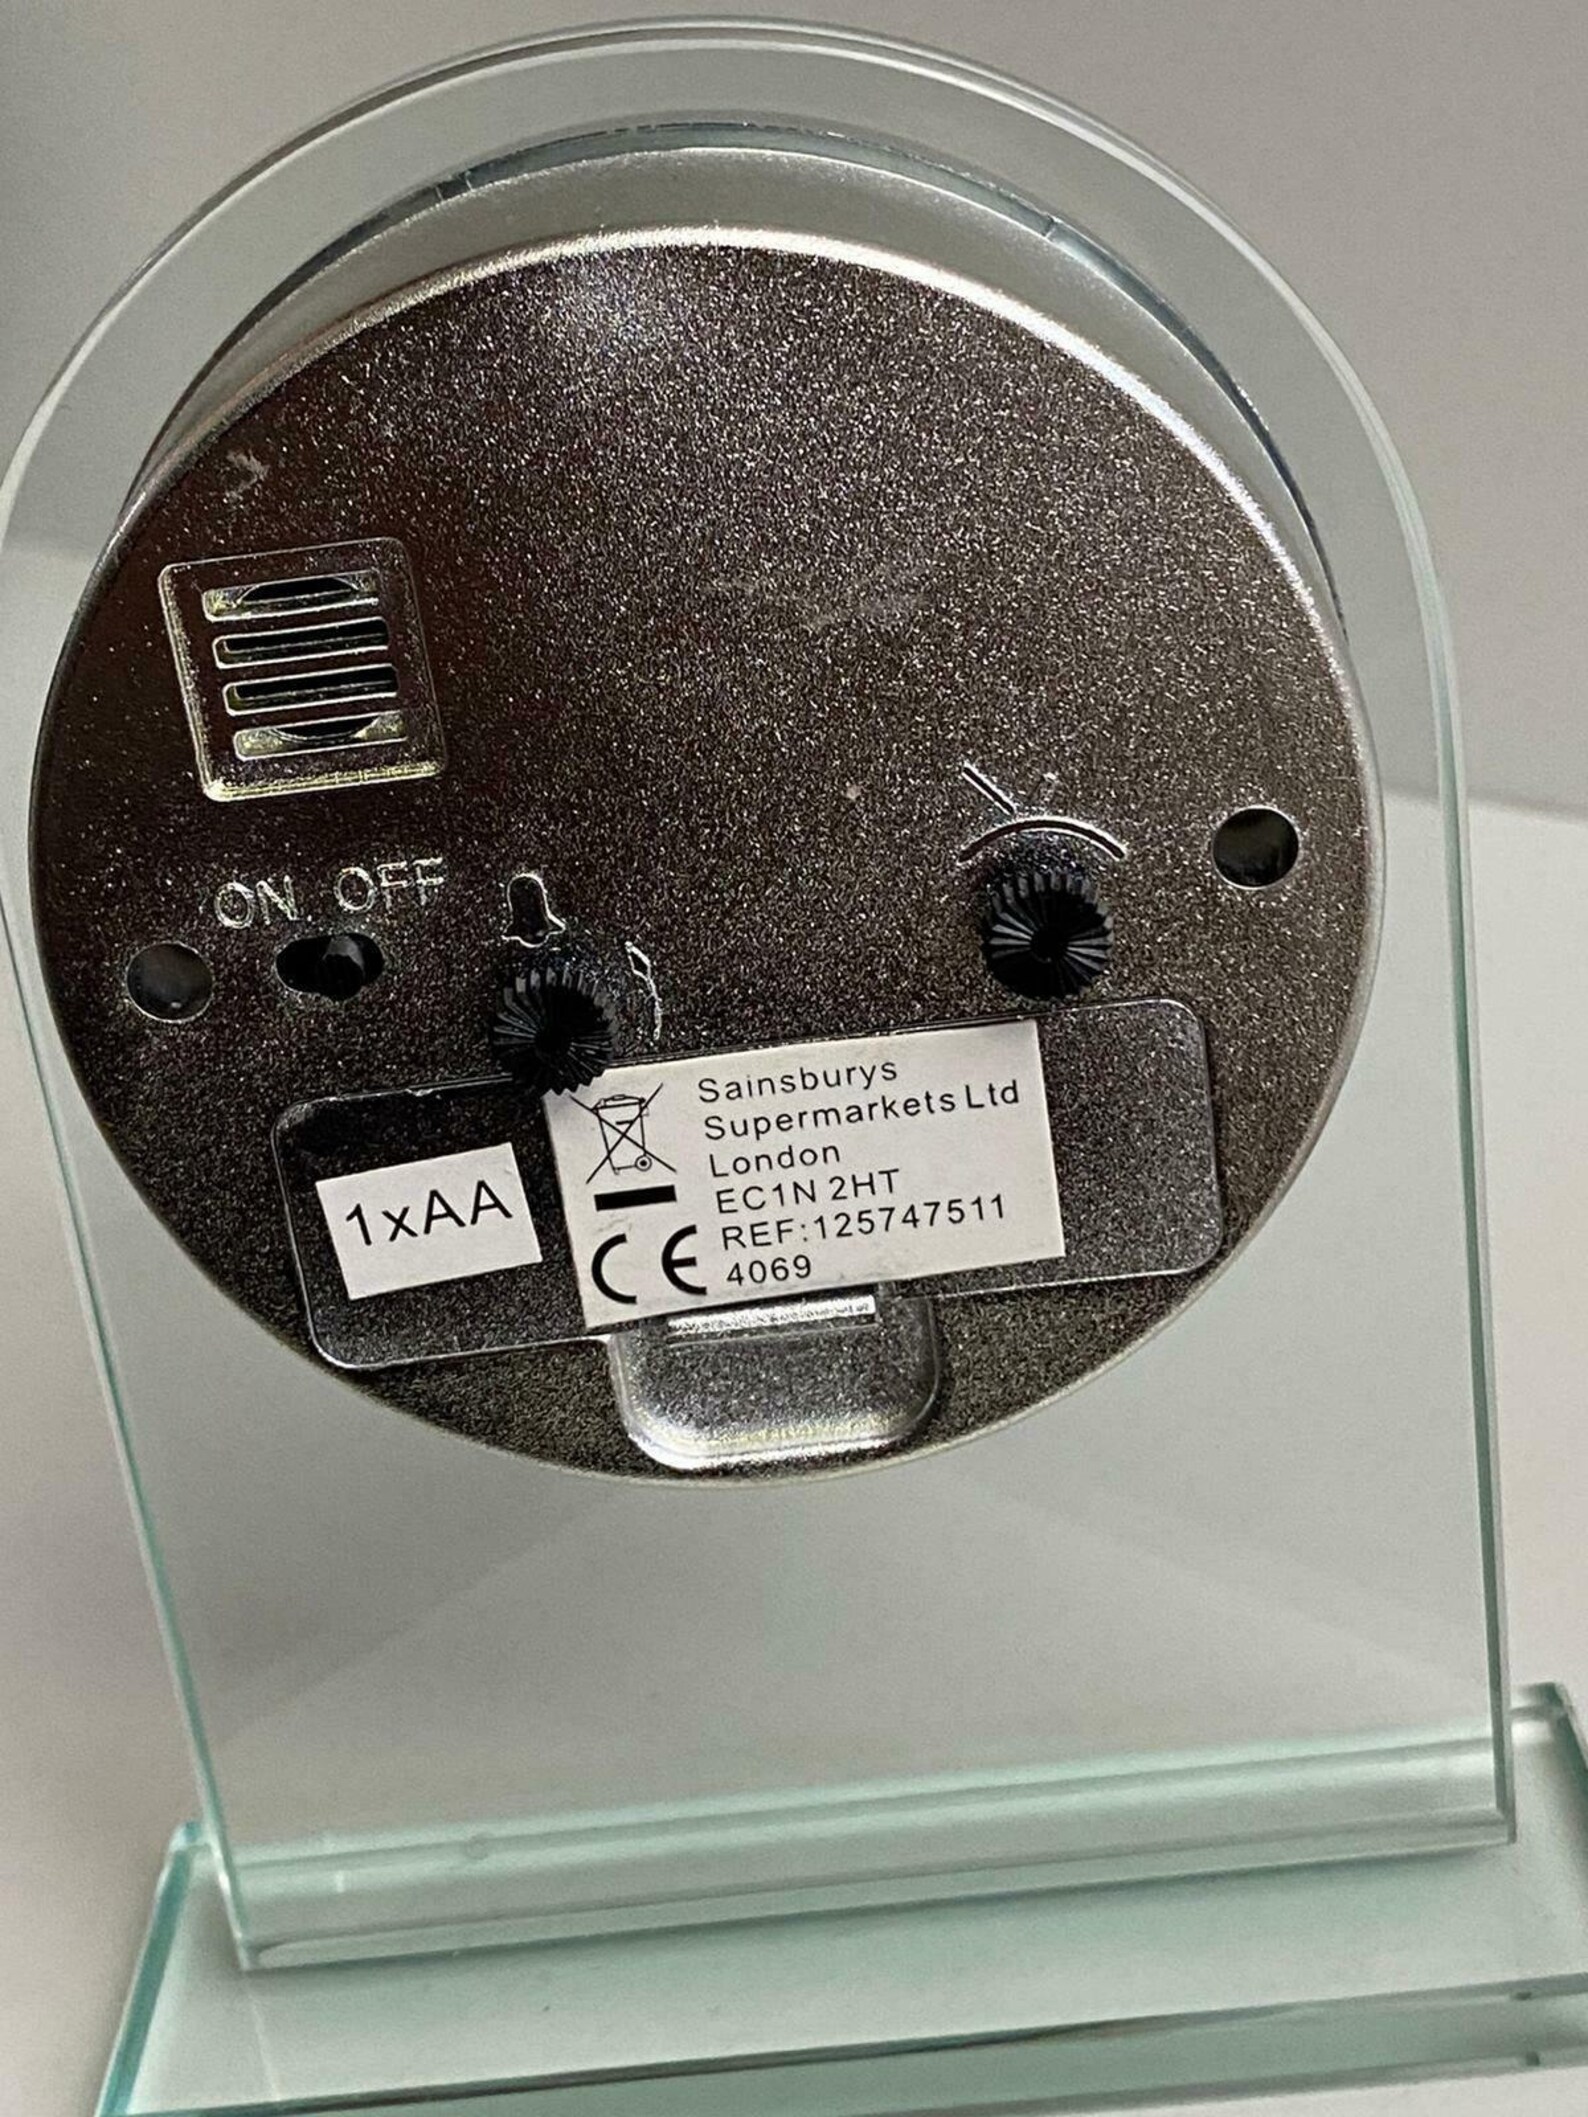 ON OFF
1xAA
Sainsburys
Supermarkets Ltd
London
EC1N 2HT
REF:125747511
4069
CE